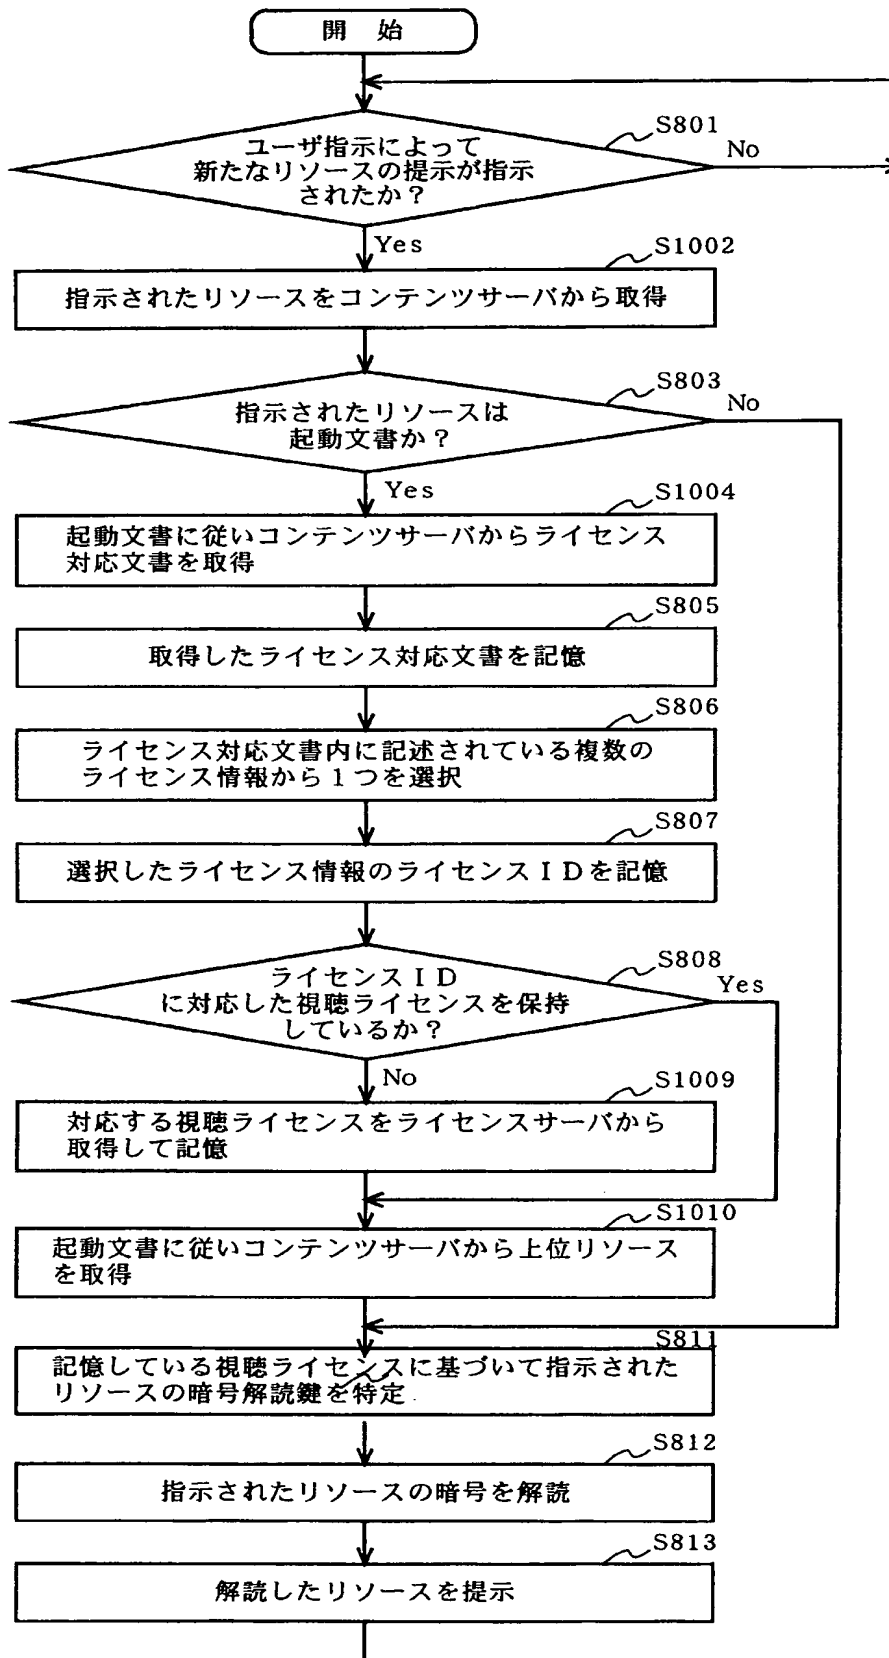 開 始
S801
ユーザ指示によって
新たなリソースの提示が指示
されたか？
No
Yes
S1002
指示されたリソースをコンテンツサーバから取得
S803
指示されたリソースは
起動文書か？
No
Yes
S1004
起動文書に従いコンテンツサーバからライセンス
対応文書を取得
S805
取得したライセンス対応文書を記憶
S806
ライセンス対応文書内に記述されている複数の
ライセンス情報から１つを選択
S807
選択したライセンス情報のライセンスＩＤを記憶
S808
ライセンスＩＤ
に対応した視聴ライセンスを保持
しているか？
Yes
No
S1009
対応する視聴ライセンスをライセンスサーバから
取得して記憶
S1010
起動文書に従いコンテンツサーバから上位リソース
を取得
S811
記憶している視聴ライセンスに基づいて指示された
リソースの暗号解読鍵を特定
S812
指示されたリソースの暗号を解読
S813
解読したリソースを提示